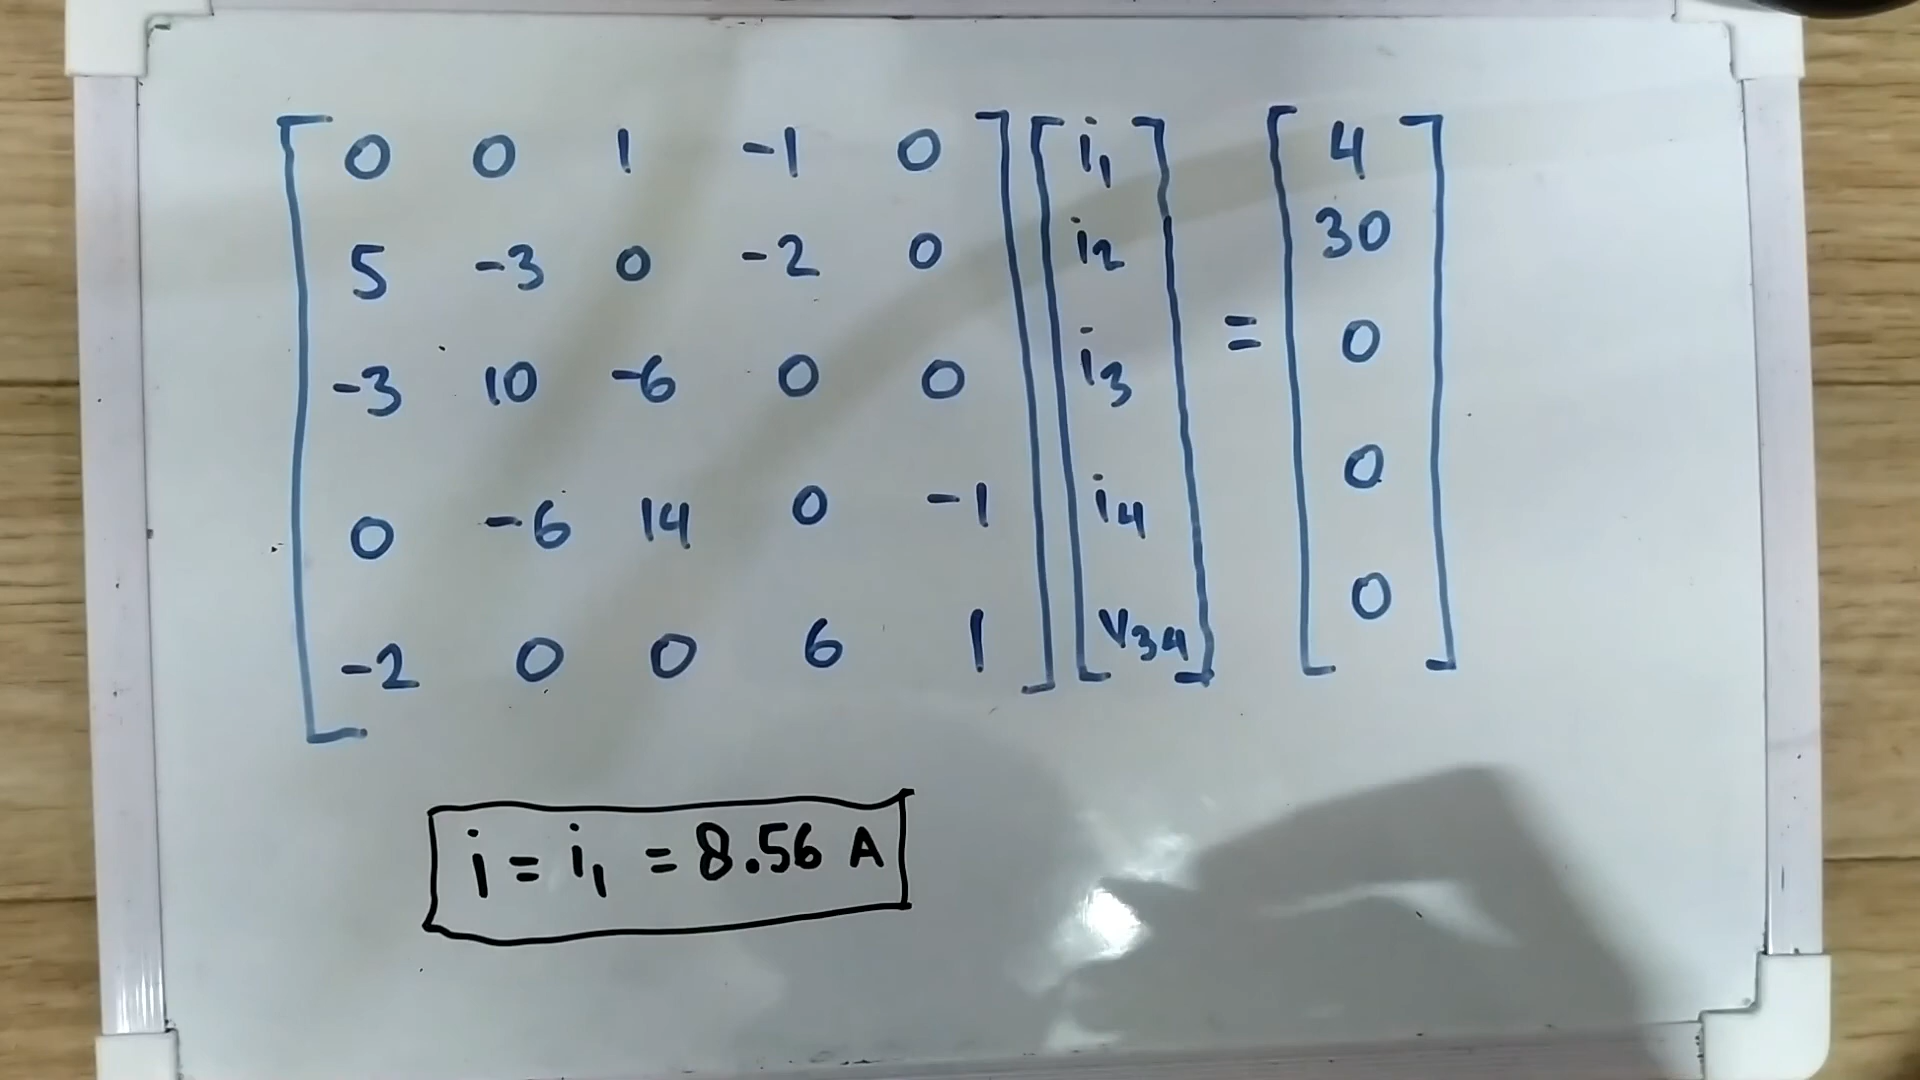 0 0 1 -1 0 i₁ 4
5 -3 0 -2 0 i₂ 30
-3 10 -6 0 0 i₃ = 0
0 -6 14 0 -1 i₄ 0
-2 0 0 6 1 v₃₄ 0
i = i₁ = 8.56 A